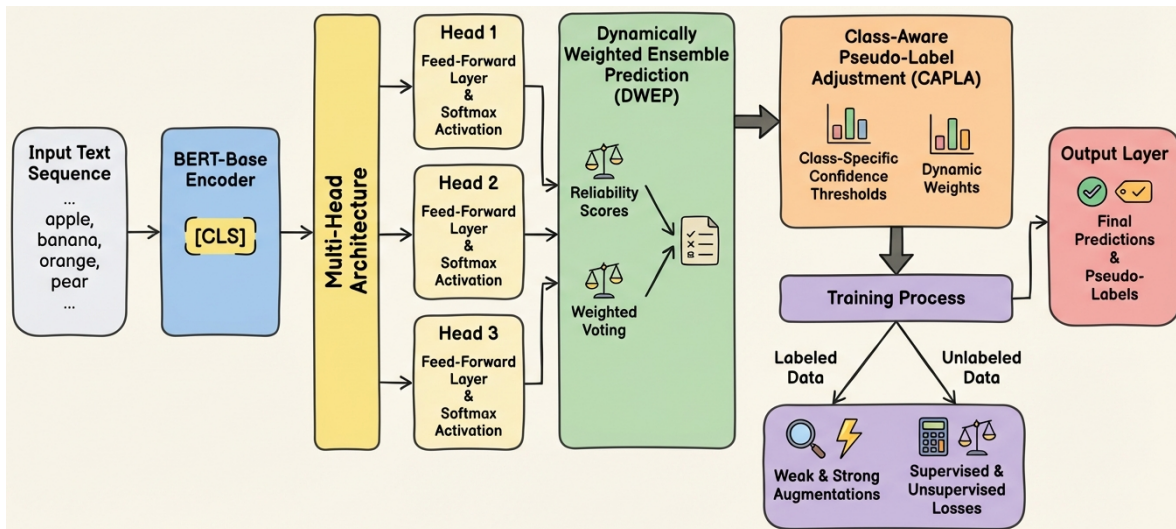 Input Text
Sequence
...
apple,
banana,
orange,
pear
...
BERT-Base
Encoder
[CLS]
Multi-Head
Architecture
Head 1
Feed-Forward
Layer
&
Softmax
Activation
Head 2
Feed-Forward
Layer
&
Softmax
Activation
Head 3
Feed-Forward
Layer
&
Softmax
Activation
Dynamically
Weighted Ensemble
Prediction
(DWEP)
Reliability
Scores
Weighted
Voting
Class-Aware
Pseudo-Label
Adjustment (CAPLA)
Class-Specific
Confidence
Thresholds
Dynamic
Weights
Training Process
Labeled
Data
Unlabeled
Data
Weak & Strong
Augmentations
Supervised &
Unsupervised
Losses
Output Layer
Final
Predictions
&
Pseudo-
Labels